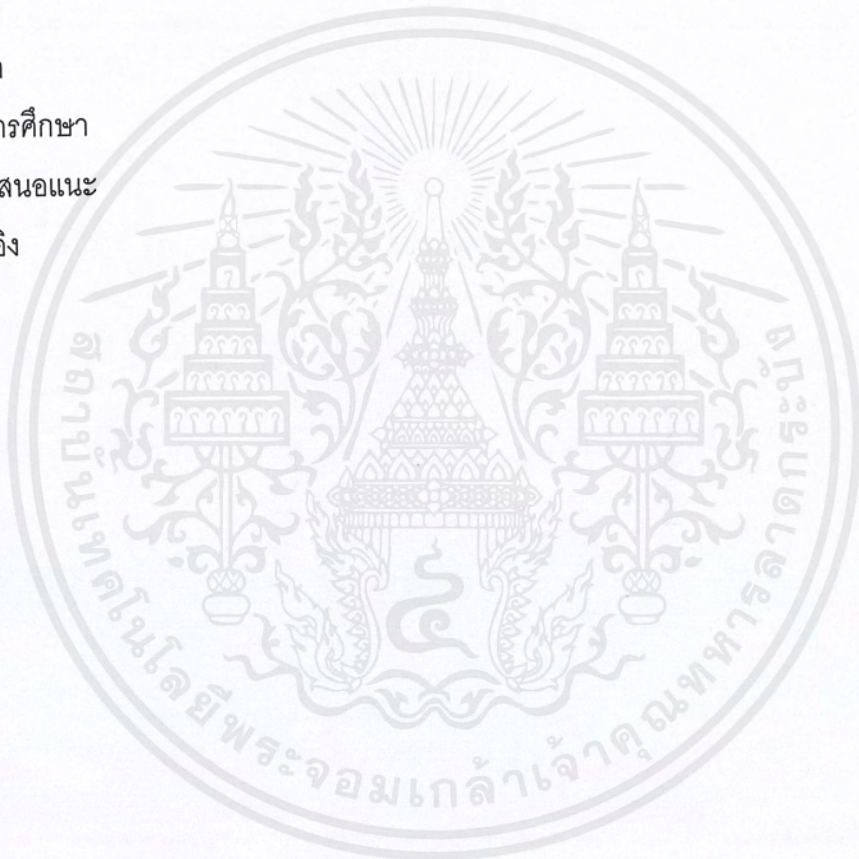 ารศึกษา
สนอแนะ
อิง
สถาบันเทคโนโลยีพระจอมเกล้าเจ้าคุณทหารลาดกระบัง